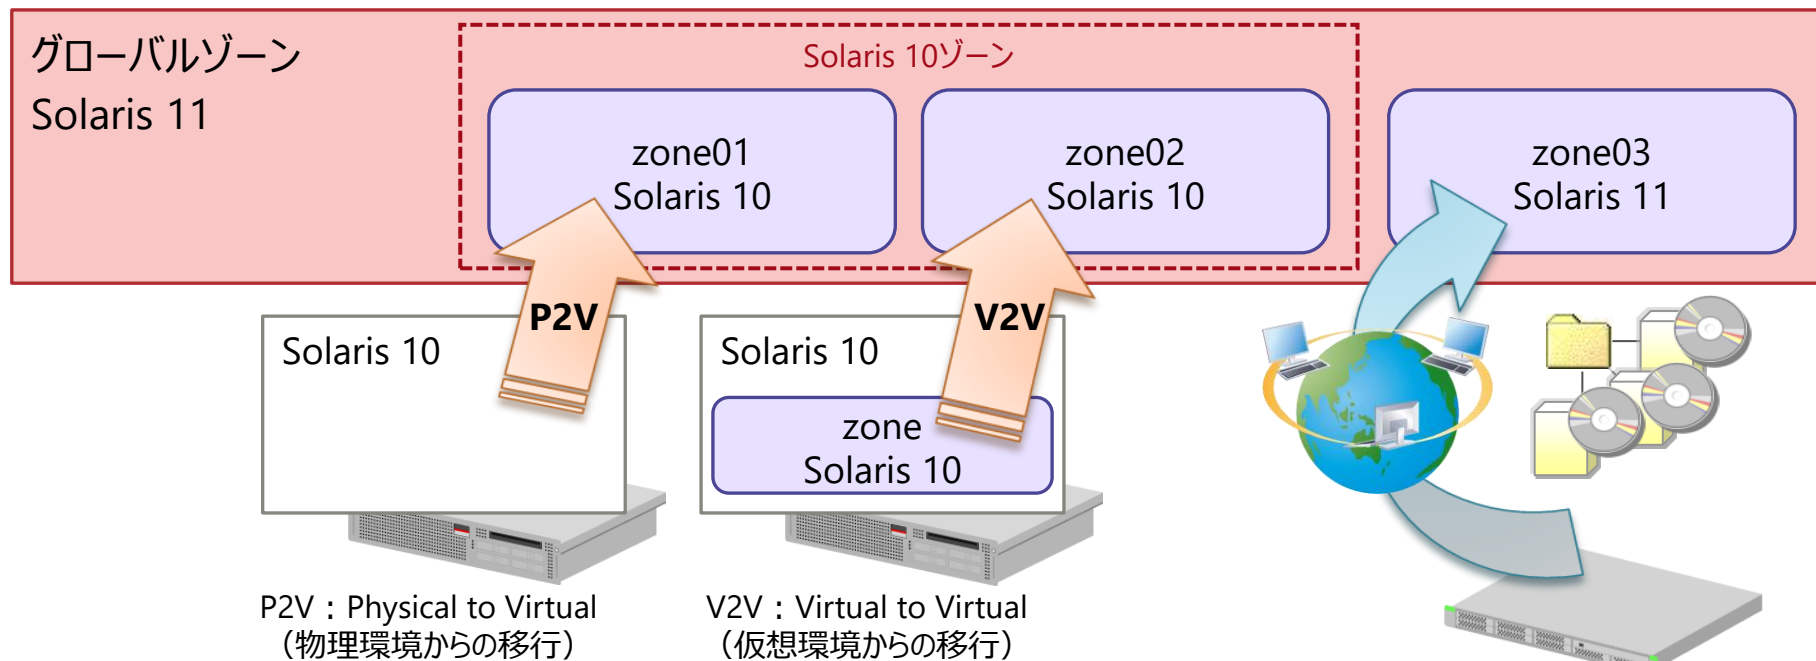 グローバルゾーン
Solaris 11
Solaris 10ゾーン
zone01
Solaris 10
zone02
Solaris 10
zone03
Solaris 11
P2V
V2V
Solaris 10
Solaris 10
zone
Solaris 10
P2V：Physical to Virtual
（物理環境からの移行）
V2V：Virtual to Virtual
（仮想環境からの移行）